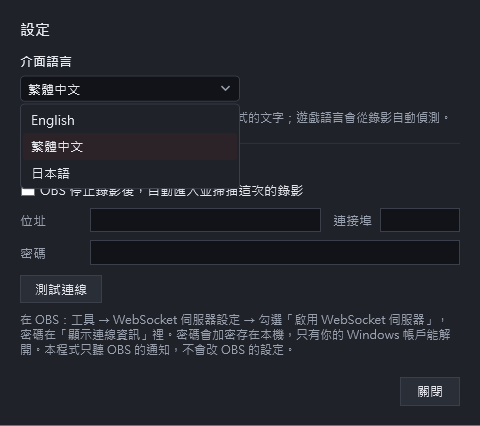 設定
介面語言
繁體中文
English
繁體中文
日本語
式的文字；遊戲語言會從錄影自動偵測。
OBS 停止錄影後，自動匯入並掃描這次的錄影
位址
連接埠
密碼
測試連線
在 OBS：工具 → WebSocket 伺服器設定 → 勾選「啟用 WebSocket 伺服器」，
密碼在「顯示連線資訊」裡。密碼會加密存在本機，只有你的 Windows 帳戶能解
開。本程式只聽 OBS 的通知，不會改 OBS 的設定。
關閉